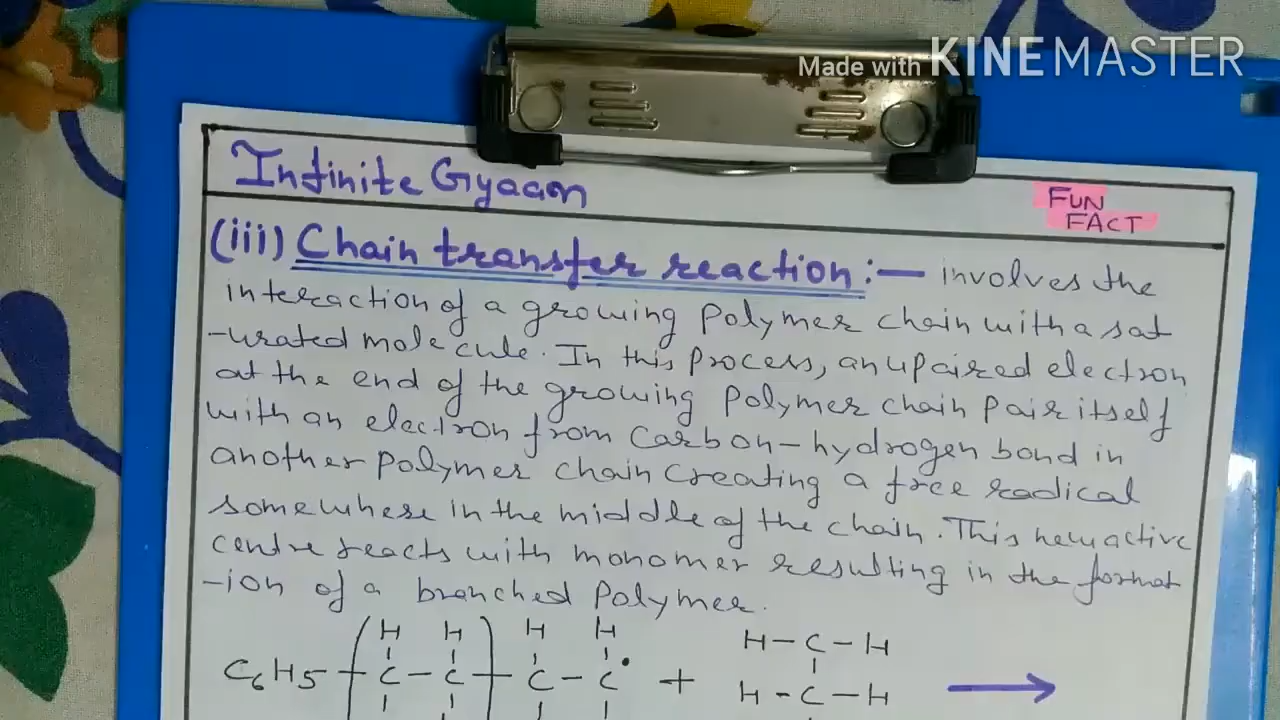 Made with KINEMASTER
Infinite Gyaan
FUN
FACT
(iii) Chain transfer reaction :— involves the
interaction of a growing Polymer chain with a sat
-urated molecule. In this Process, an upaired electron
at the end of the growing Polymer chain pair itself
with an electron from carbon-hydrogen bond in
another polymer chain creating a free radical
somewhere in the middle of the chain. This new active
centre reacts with monomer resulting in the format
-ion of a branched Polymer.
H H H H H-C-H
C6H5-(C-C)-C-C• + H-C-H →